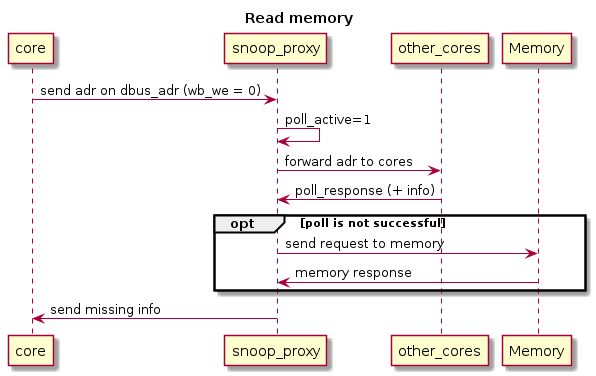 Read memory
core snoop_proxy other_cores Memory
send adr on dbus_adr (wb_we = 0)
poll_active=1
forward adr to cores
poll_response (+ info)
opt [poll is not successful]
send request to memory
memory response
send missing info
core snoop_proxy other_cores Memory